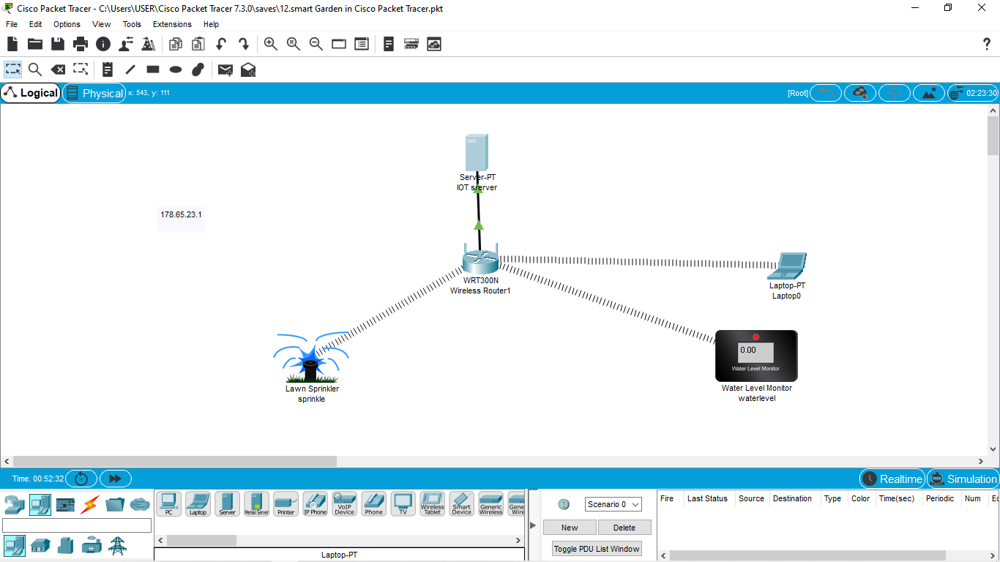 Cisco Packet Tracer - C:\Users\USER\Cisco Packet Tracer 7.3.0\saves\12.smart Garden in Cisco Packet Tracer.pkt
File Edit Options View Tools Extensions Help
?
Logical Physical x: 543, y: 111 [Root] 02:23:30
Server-PT
IOT srerver
178.65.23.1
WRT300N
Wireless Router1
Laptop-PT
Laptop0
0.00
Water Level Monitor
Lawn Sprinkler
sprinkle
Water Level Monitor
waterlevel
Time: 00:52:32 Realtime Simulation
PC Laptop Server Meraki Server Printer IP Phone VoIP Device Phone TV Wireless Tablet Smart Device Generic Wireless Gene Wire
Scenario 0
New Delete
Toggle PDU List Window
Fire Last Status Source Destination Type Color Time(sec) Periodic Num Ec
Laptop-PT